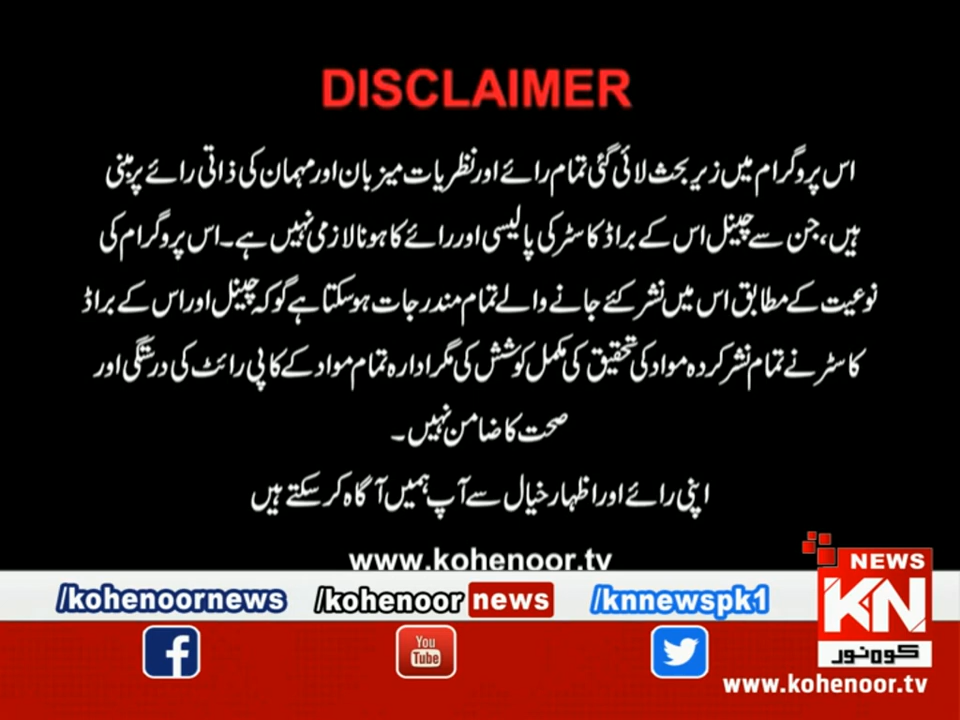 DISCLAIMER
اس پروگرام میں زیر بحث لائی گئی تمام رائے اور نظریات میزبان اور مہمان کی ذاتی رائے پر مبنی
ہیں، جن سے چینل اس کے براڈ کاسٹر کی پالیسی اور رائے کا ہونا لازمی نہیں ہے۔ اس پروگرام کی
نوعیت کے مطابق اس میں نشر کئے جانے والے تمام مندرجات ہو سکتا ہے گو کہ چینل اور اس کے براڈ
کاسٹر نے تمام نشر کردہ مواد کی تحقیق کی مکمل کوشش کی مگر ادارہ تمام مواد کے کاپی رائٹ کی درستگی اور
صحت کا ضامن نہیں۔
اپنی رائے اور اظہار خیال سے آپ ہمیں آگاہ کر سکتے ہیں
www.kohenoor.tv
/kohenoornews /kohenoor news /knnewspk1
You Tube
NEWS
KN
کوہ نور
www.kohenoor.tv